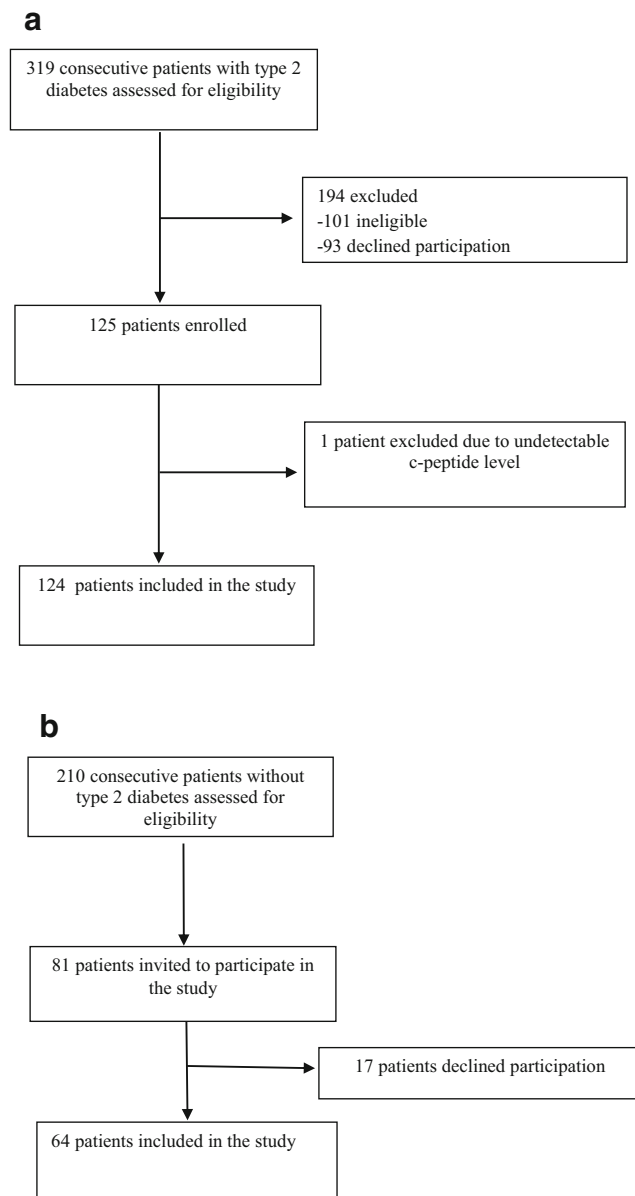 a
319 consecutive patients with type 2
diabetes assessed for eligibility
194 excluded
-101 ineligible
-93 declined participation
125 patients enrolled
1 patient excluded due to undetectable
c-peptide level
124 patients included in the study
b
210 consecutive patients without
type 2 diabetes assessed for
eligibility
81 patients invited to participate in
the study
17 patients declined participation
64 patients included in the study